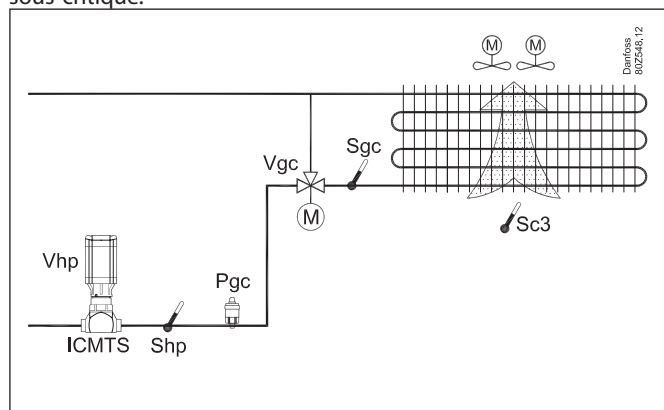 sous-critique.
M
M
Danfoss
80Z548.12
Vgc
Sgc
M
Sc3
Vhp
Pgc
ICMTS
Shp